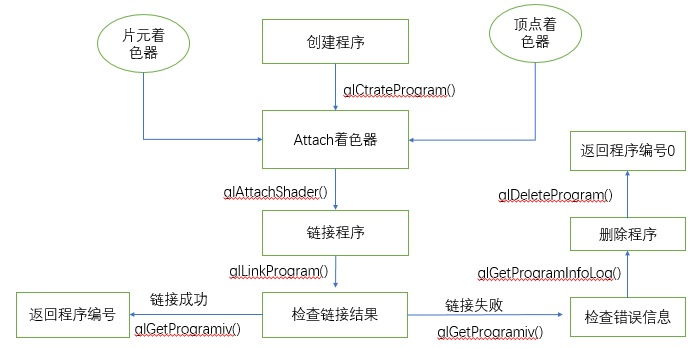 片元着
色器
创建程序
顶点着
色器
glCtrateProgram()
Attach着色器
返回程序编号0
glAttachShader()
glDeleteProgram()
链接程序
删除程序
glLinkProgram()
glGetProgramInfoLog()
链接成功
链接失败
返回程序编号
检查链接结果
检查错误信息
glGetProgramiv()
glGetProgramiv()